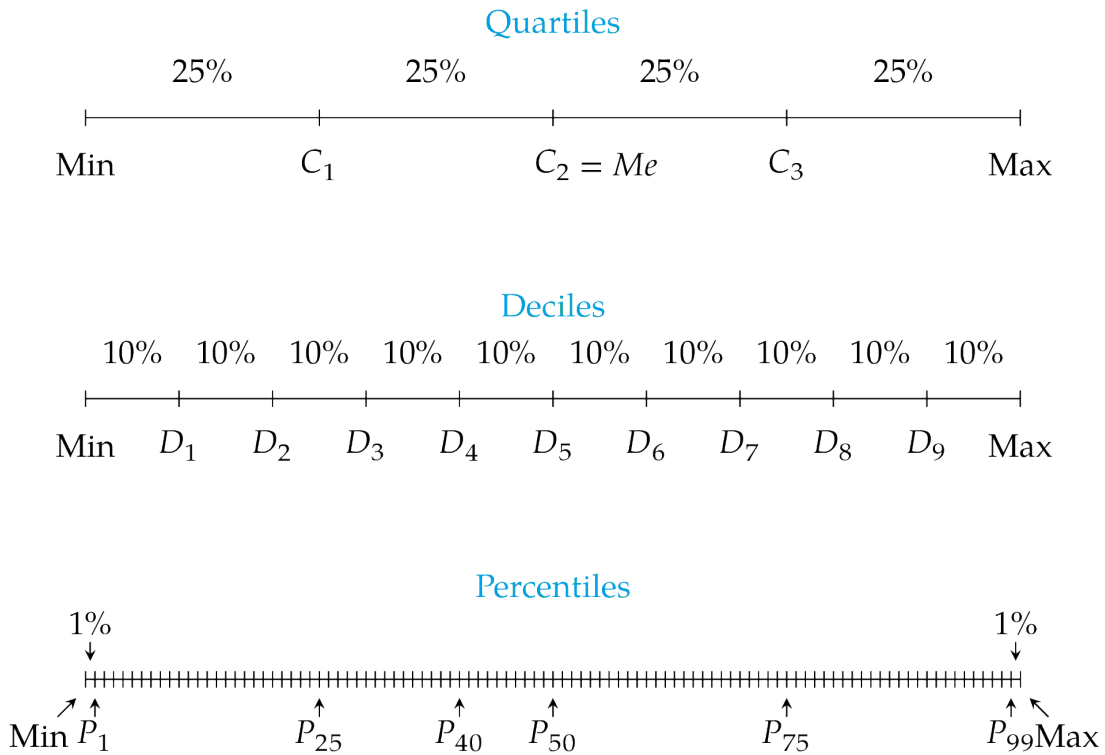 Quartiles
25% 25% 25% 25%
Min C₁ C₂ = Me C₃ Max
Deciles
10% 10% 10% 10% 10% 10% 10% 10% 10% 10%
Min D₁ D₂ D₃ D₄ D₅ D₆ D₇ D₈ D₉ Max
Percentiles
1% 1%
Min P₁ P₂₅ P₄₀ P₅₀ P₇₅ P₉₉ Max